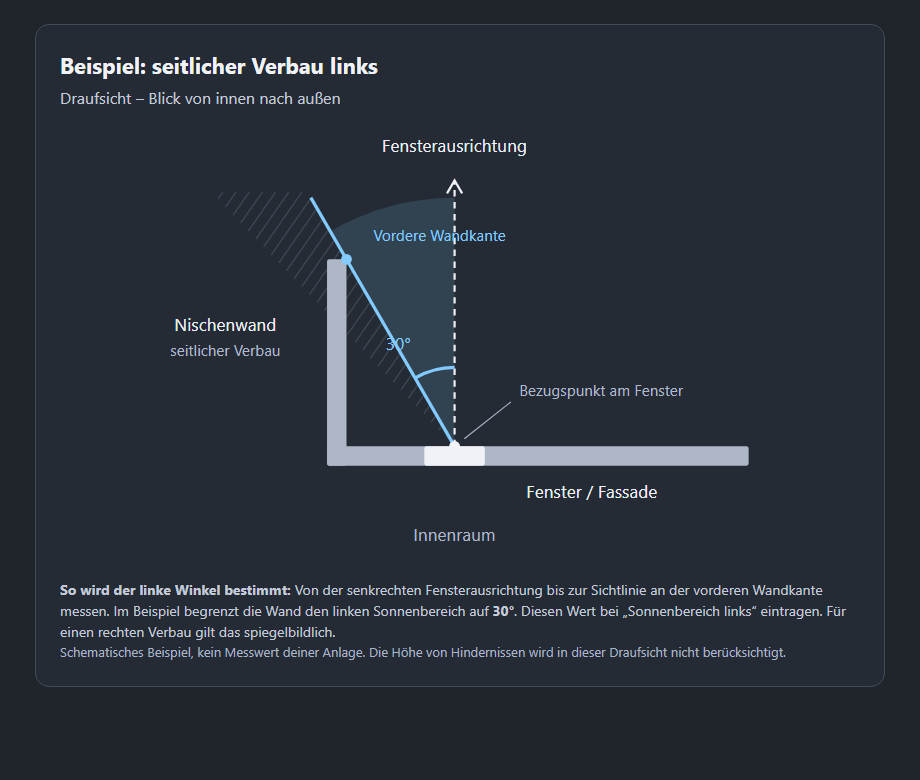 Beispiel: seitlicher Verbau links
Draufsicht – Blick von innen nach außen
Fensterausrichtung
Vordere Wandkante
Nischenwand
seitlicher Verbau
30°
Bezugspunkt am Fenster
Fenster / Fassade
Innenraum
So wird der linke Winkel bestimmt: Von der senkrechten Fensterausrichtung bis zur Sichtlinie an der vorderen Wandkante
messen. Im Beispiel begrenzt die Wand den linken Sonnenbereich auf 30°. Diesen Wert bei „Sonnenbereich links“ eintragen. Für
einen rechten Verbau gilt das spiegelbildlich.
Schematisches Beispiel, kein Messwert deiner Anlage. Die Höhe von Hindernissen wird in dieser Draufsicht nicht berücksichtigt.